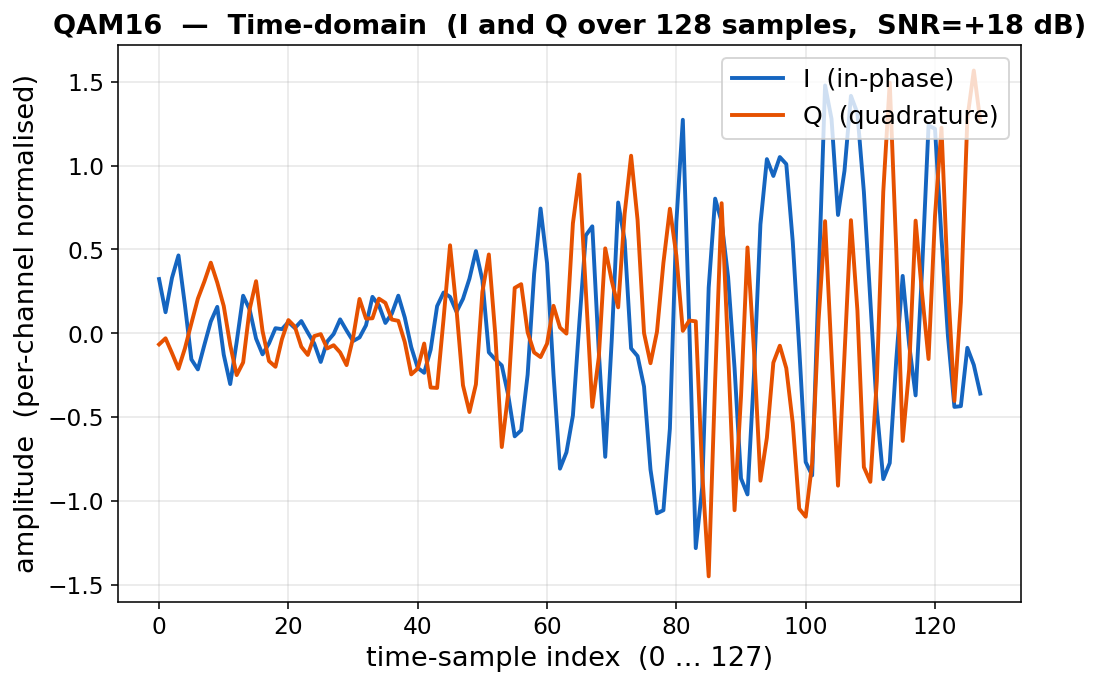 QAM16 — Time-domain (I and Q over 128 samples, SNR=+18 dB)
I (in-phase)
Q (quadrature)
amplitude (per-channel normalised)
1.5
1.0
0.5
0.0
−0.5
−1.0
−1.5
0 20 40 60 80 100 120
time-sample index (0 ... 127)